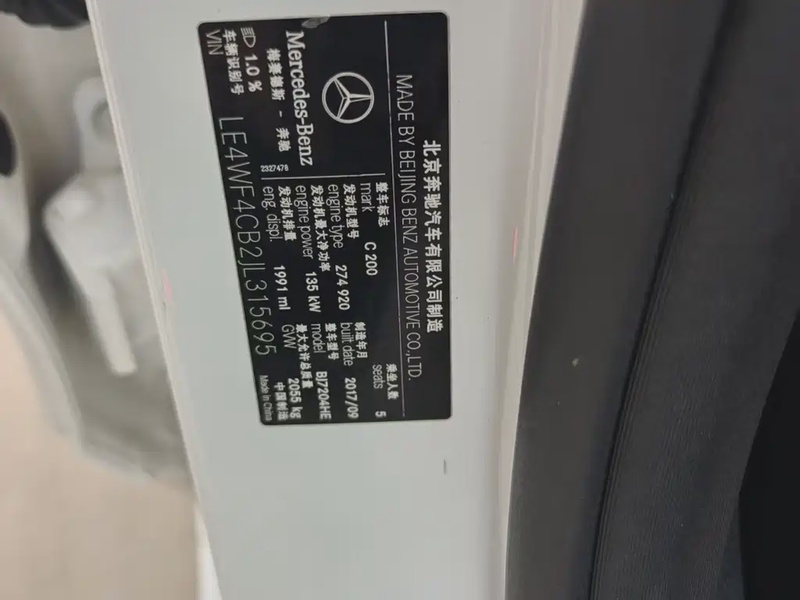 北京奔驰汽车有限公司制造
MADE BY BEIJING BENZ AUTOMOTIVE CO.,LTD.
Mercedes-Benz
梅赛德斯 - 奔驰
2327476
整车标志 mark C 200
乘坐人数 seats 5
发动机型号 engine type 274 920
制造年月 built date 2017/09
发动机最大净功率 engine power 135 kW
整车型号 model BJ7204HE
发动机排量 eng. displ. 1991 ml
最大允许总质量 GVW 2055 kg
1.0 %
中国制造
Made in China
车辆识别号
VIN LE4WF4CB2JL315695